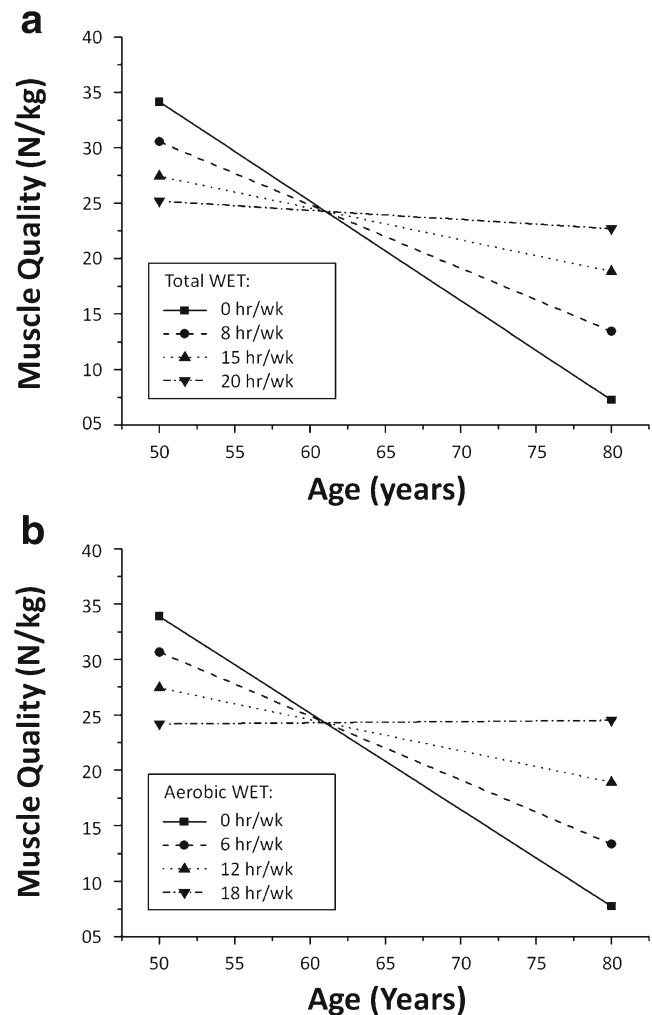 a
Muscle Quality (N/kg)
40
35
30
25
20
15
10
05
Total WET:
0 hr/wk
8 hr/wk
15 hr/wk
20 hr/wk
50 55 60 65 70 75 80
Age (years)
b
Muscle Quality (N/kg)
40
35
30
25
20
15
10
05
Aerobic WET:
0 hr/wk
6 hr/wk
12 hr/wk
18 hr/wk
50 55 60 65 70 75 80
Age (Years)